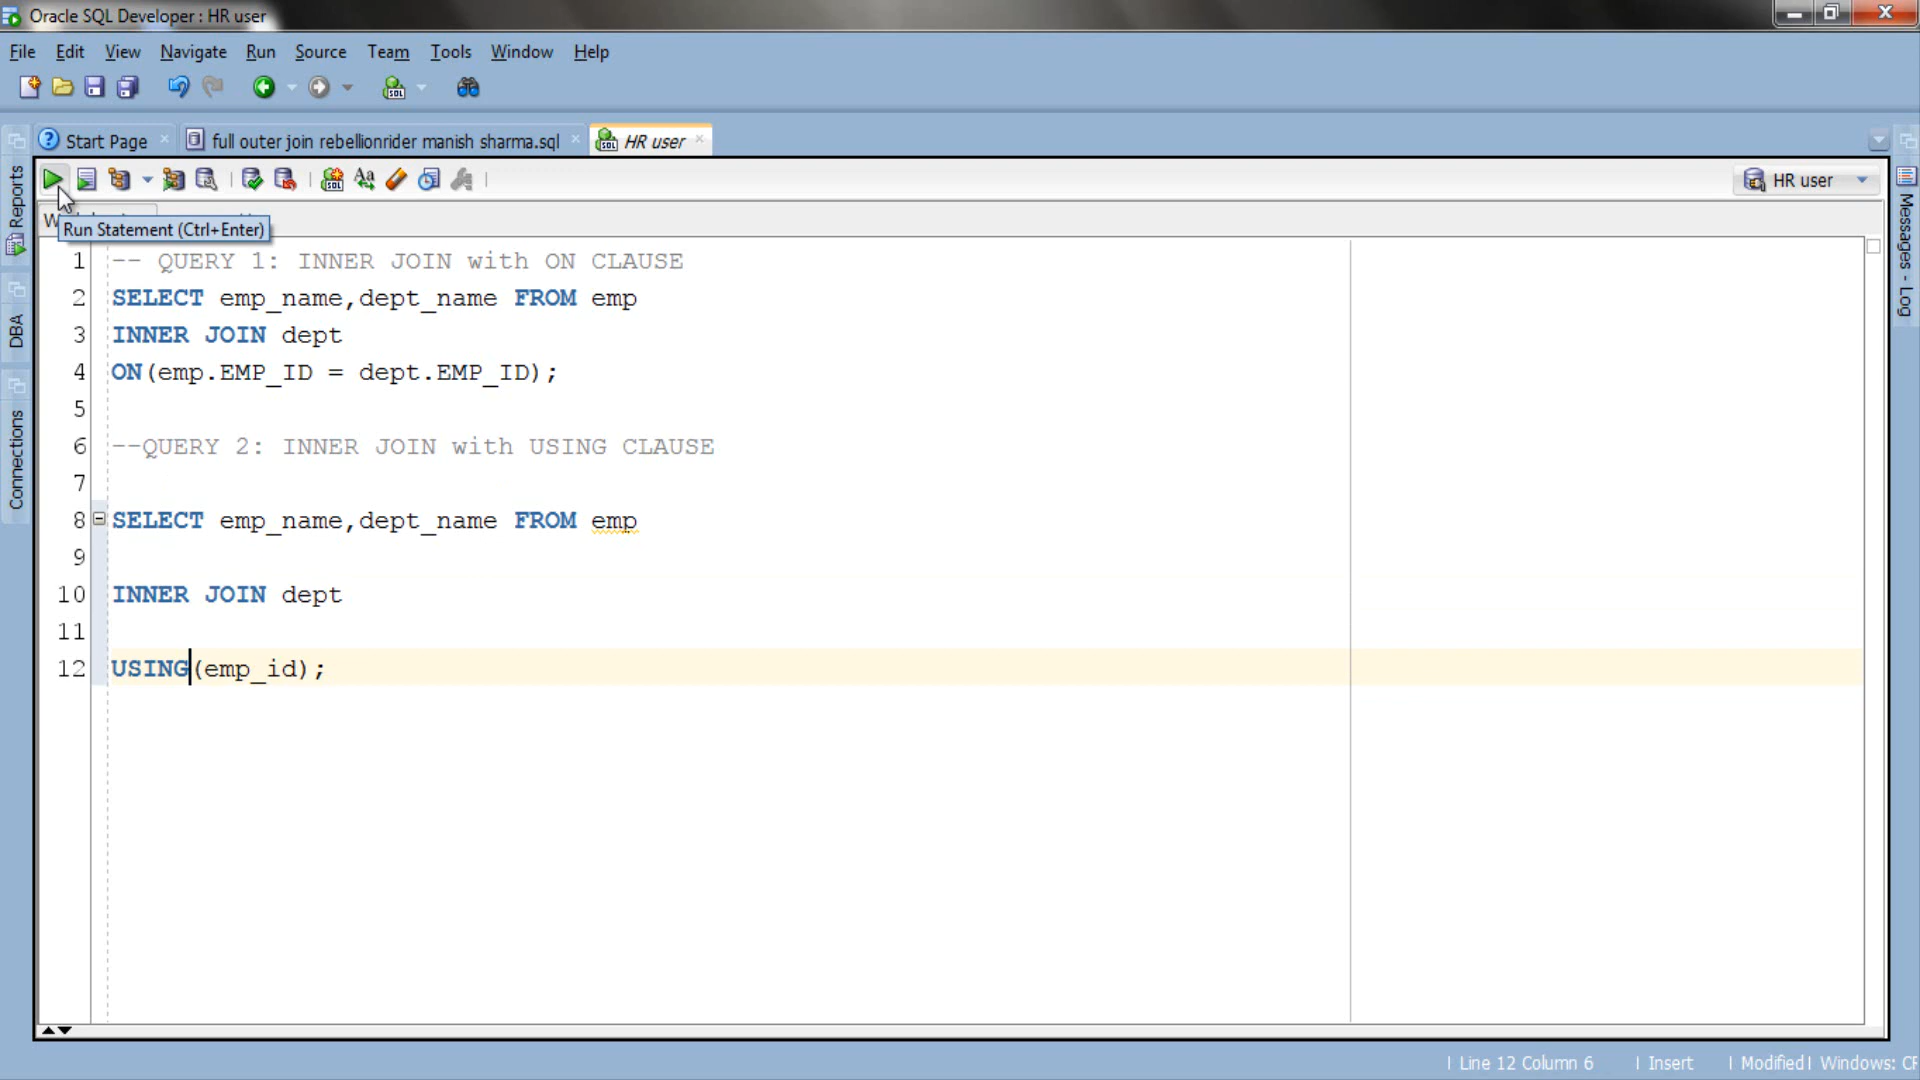 Oracle SQL Developer : HR user
File Edit View Navigate Run Source Team Tools Window Help
Start Page full outer join rebellionrider manish sharma.sql HR user
HR user
Run Statement (Ctrl+Enter)
1 -- QUERY 1: INNER JOIN with ON CLAUSE
2 SELECT emp_name,dept_name FROM emp
3 INNER JOIN dept
4 ON(emp.EMP_ID = dept.EMP_ID);
5
6 --QUERY 2: INNER JOIN with USING CLAUSE
7
8 SELECT emp_name,dept_name FROM emp
9
10 INNER JOIN dept
11
12 USING(emp_id);
Reports
DBA
Connections
Messages - Log
Line 12 Column 6 Insert Modified Windows: CR